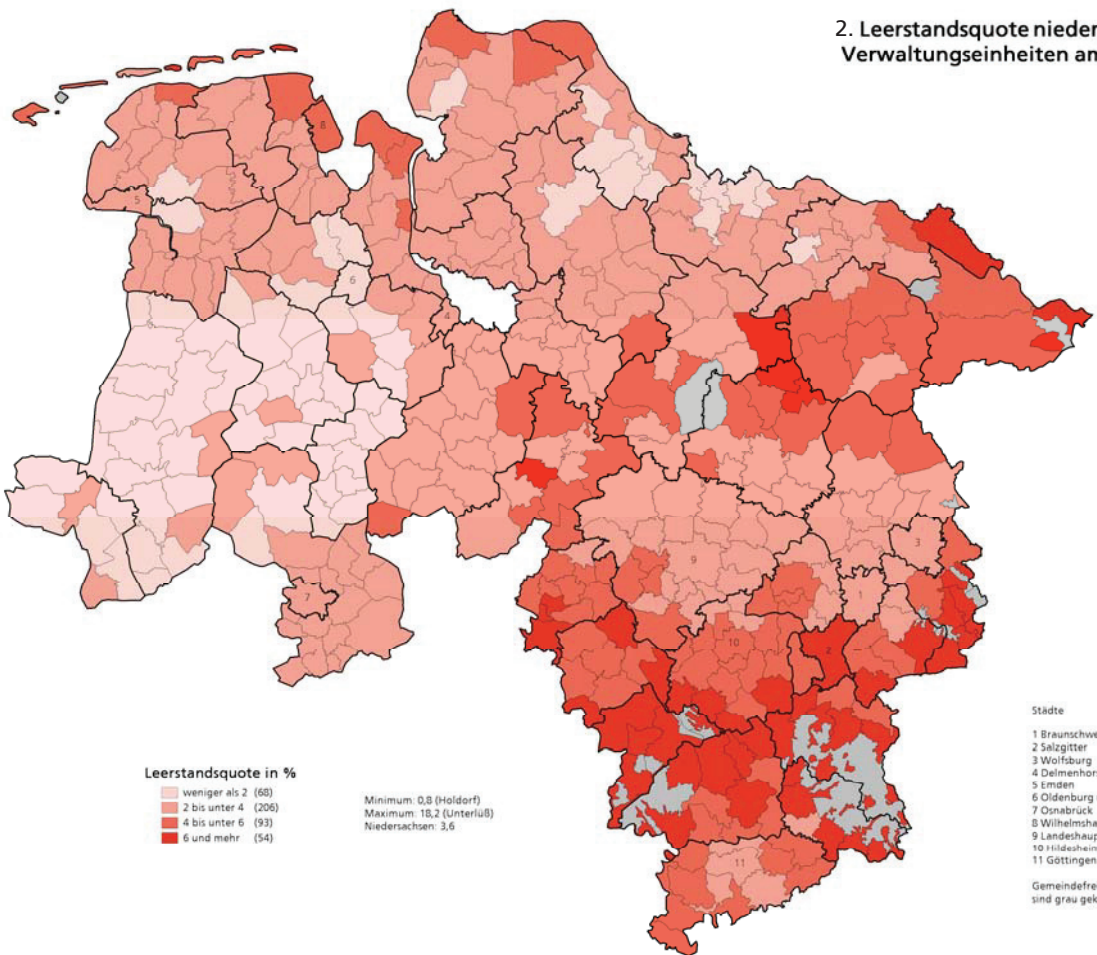 2. Leerstandsquote nieder
Verwaltungseinheiten an
8
5
6
4
3
9
1
7
10
2
11
Leerstandsquote in %
weniger als 2 (68)
2 bis unter 4 (206)
4 bis unter 6 (93)
6 und mehr (54)
Minimum: 0,8 (Holdorf)
Maximum: 18,2 (Unterlüß)
Niedersachsen: 3,6
Städte
1 Braunschwe
2 Salzgitter
3 Wolfsburg
4 Delmenhors
5 Emden
6 Oldenburg
7 Osnabrück
8 Wilhelmsha
9 Landeshaup
10 Hildesheim
11 Göttingen
Gemeindefre
sind grau gek